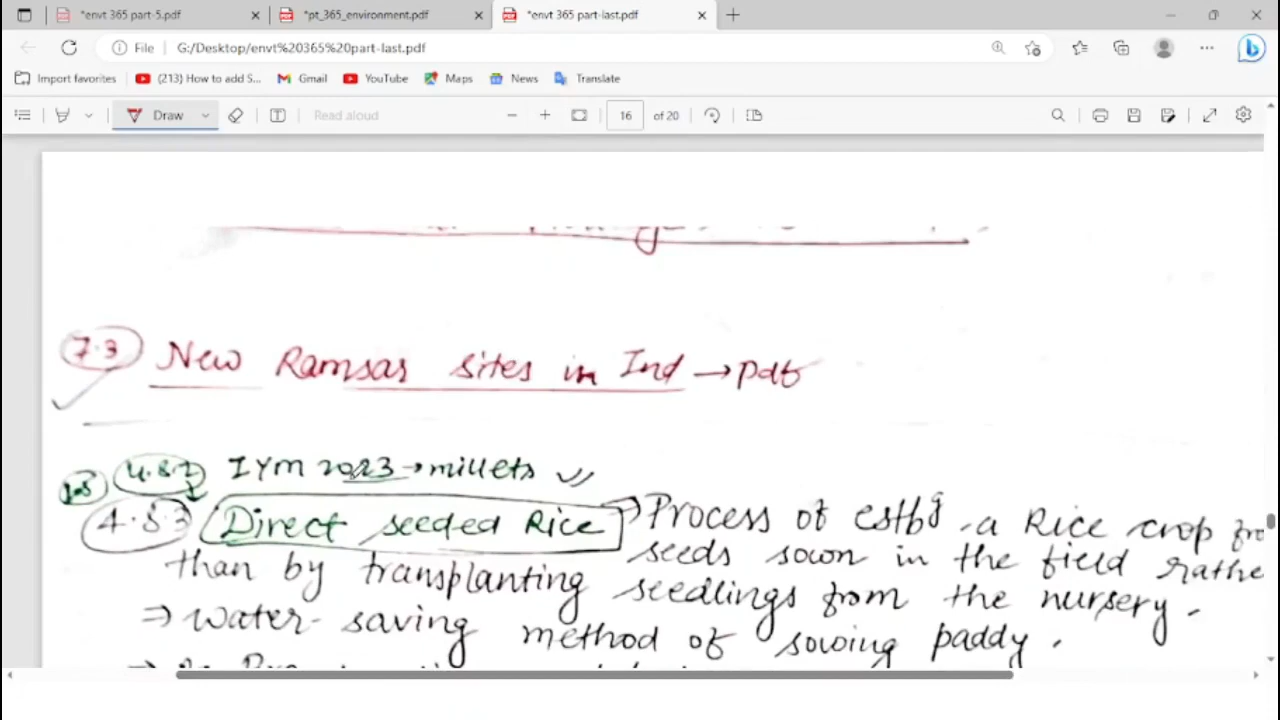 *envt 365 part-5.pdf
*pt_365_environment.pdf
*envt 365 part-last.pdf
File G:/Desktop/envt%20365%20part-last.pdf
Import favorites (213) How to add S... Gmail YouTube Maps News Translate
Draw Read aloud 16 of 20
7.3 New Ramsar sites in Ind → pdf
4.8.2 IYM 2023 → millets
4.8.3 Direct seeded Rice → Process of estbg. a Rice crop fro
seeds sown in the field rathe
than by transplanting seedlings from the nursery.
⇒ Water-saving method of sowing paddy.